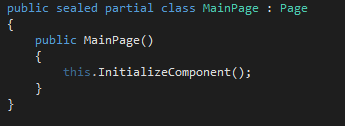 public sealed partial class MainPage : Page
{
    public MainPage()
    {
        this.InitializeComponent();
    }
}